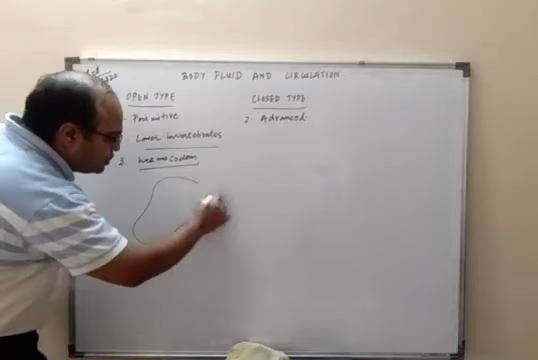 BODY FLUID AND CIRCULATION
OPEN TYPE
CLOSED TYPE
Primitive
2. Advanced
Lower invertebrates
3. haemocoelom